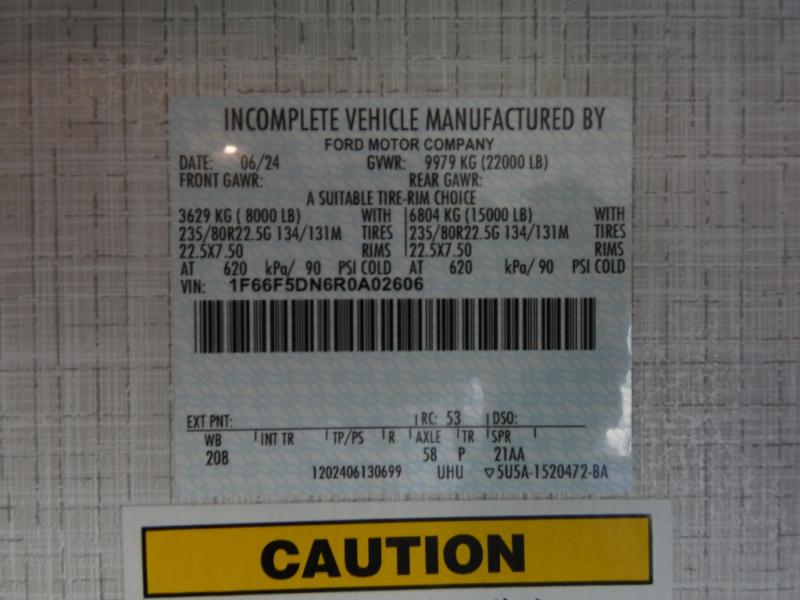 INCOMPLETE VEHICLE MANUFACTURED BY
FORD MOTOR COMPANY
DATE: 06/24 GVWR: 9979 KG (22000 LB)
FRONT GAWR: REAR GAWR:
A SUITABLE TIRE-RIM CHOICE
3629 KG ( 8000 LB) WITH 6804 KG (15000 LB) WITH
235/80R22.5G 134/131M TIRES 235/80R22.5G 134/131M TIRES
22.5X7.50 RIMS 22.5X7.50 RIMS
AT 620 kPa/ 90 PSI COLD AT 620 kPa/ 90 PSI COLD
VIN: 1F66F5DN6R0A02606
EXT PNT: RC: 53 DSO:
WB INT TR TP/PS R AXLE TR SPR
208 58 P 21AA
1202406130699 UHU ▽5U5A-1520472-BA
CAUTION